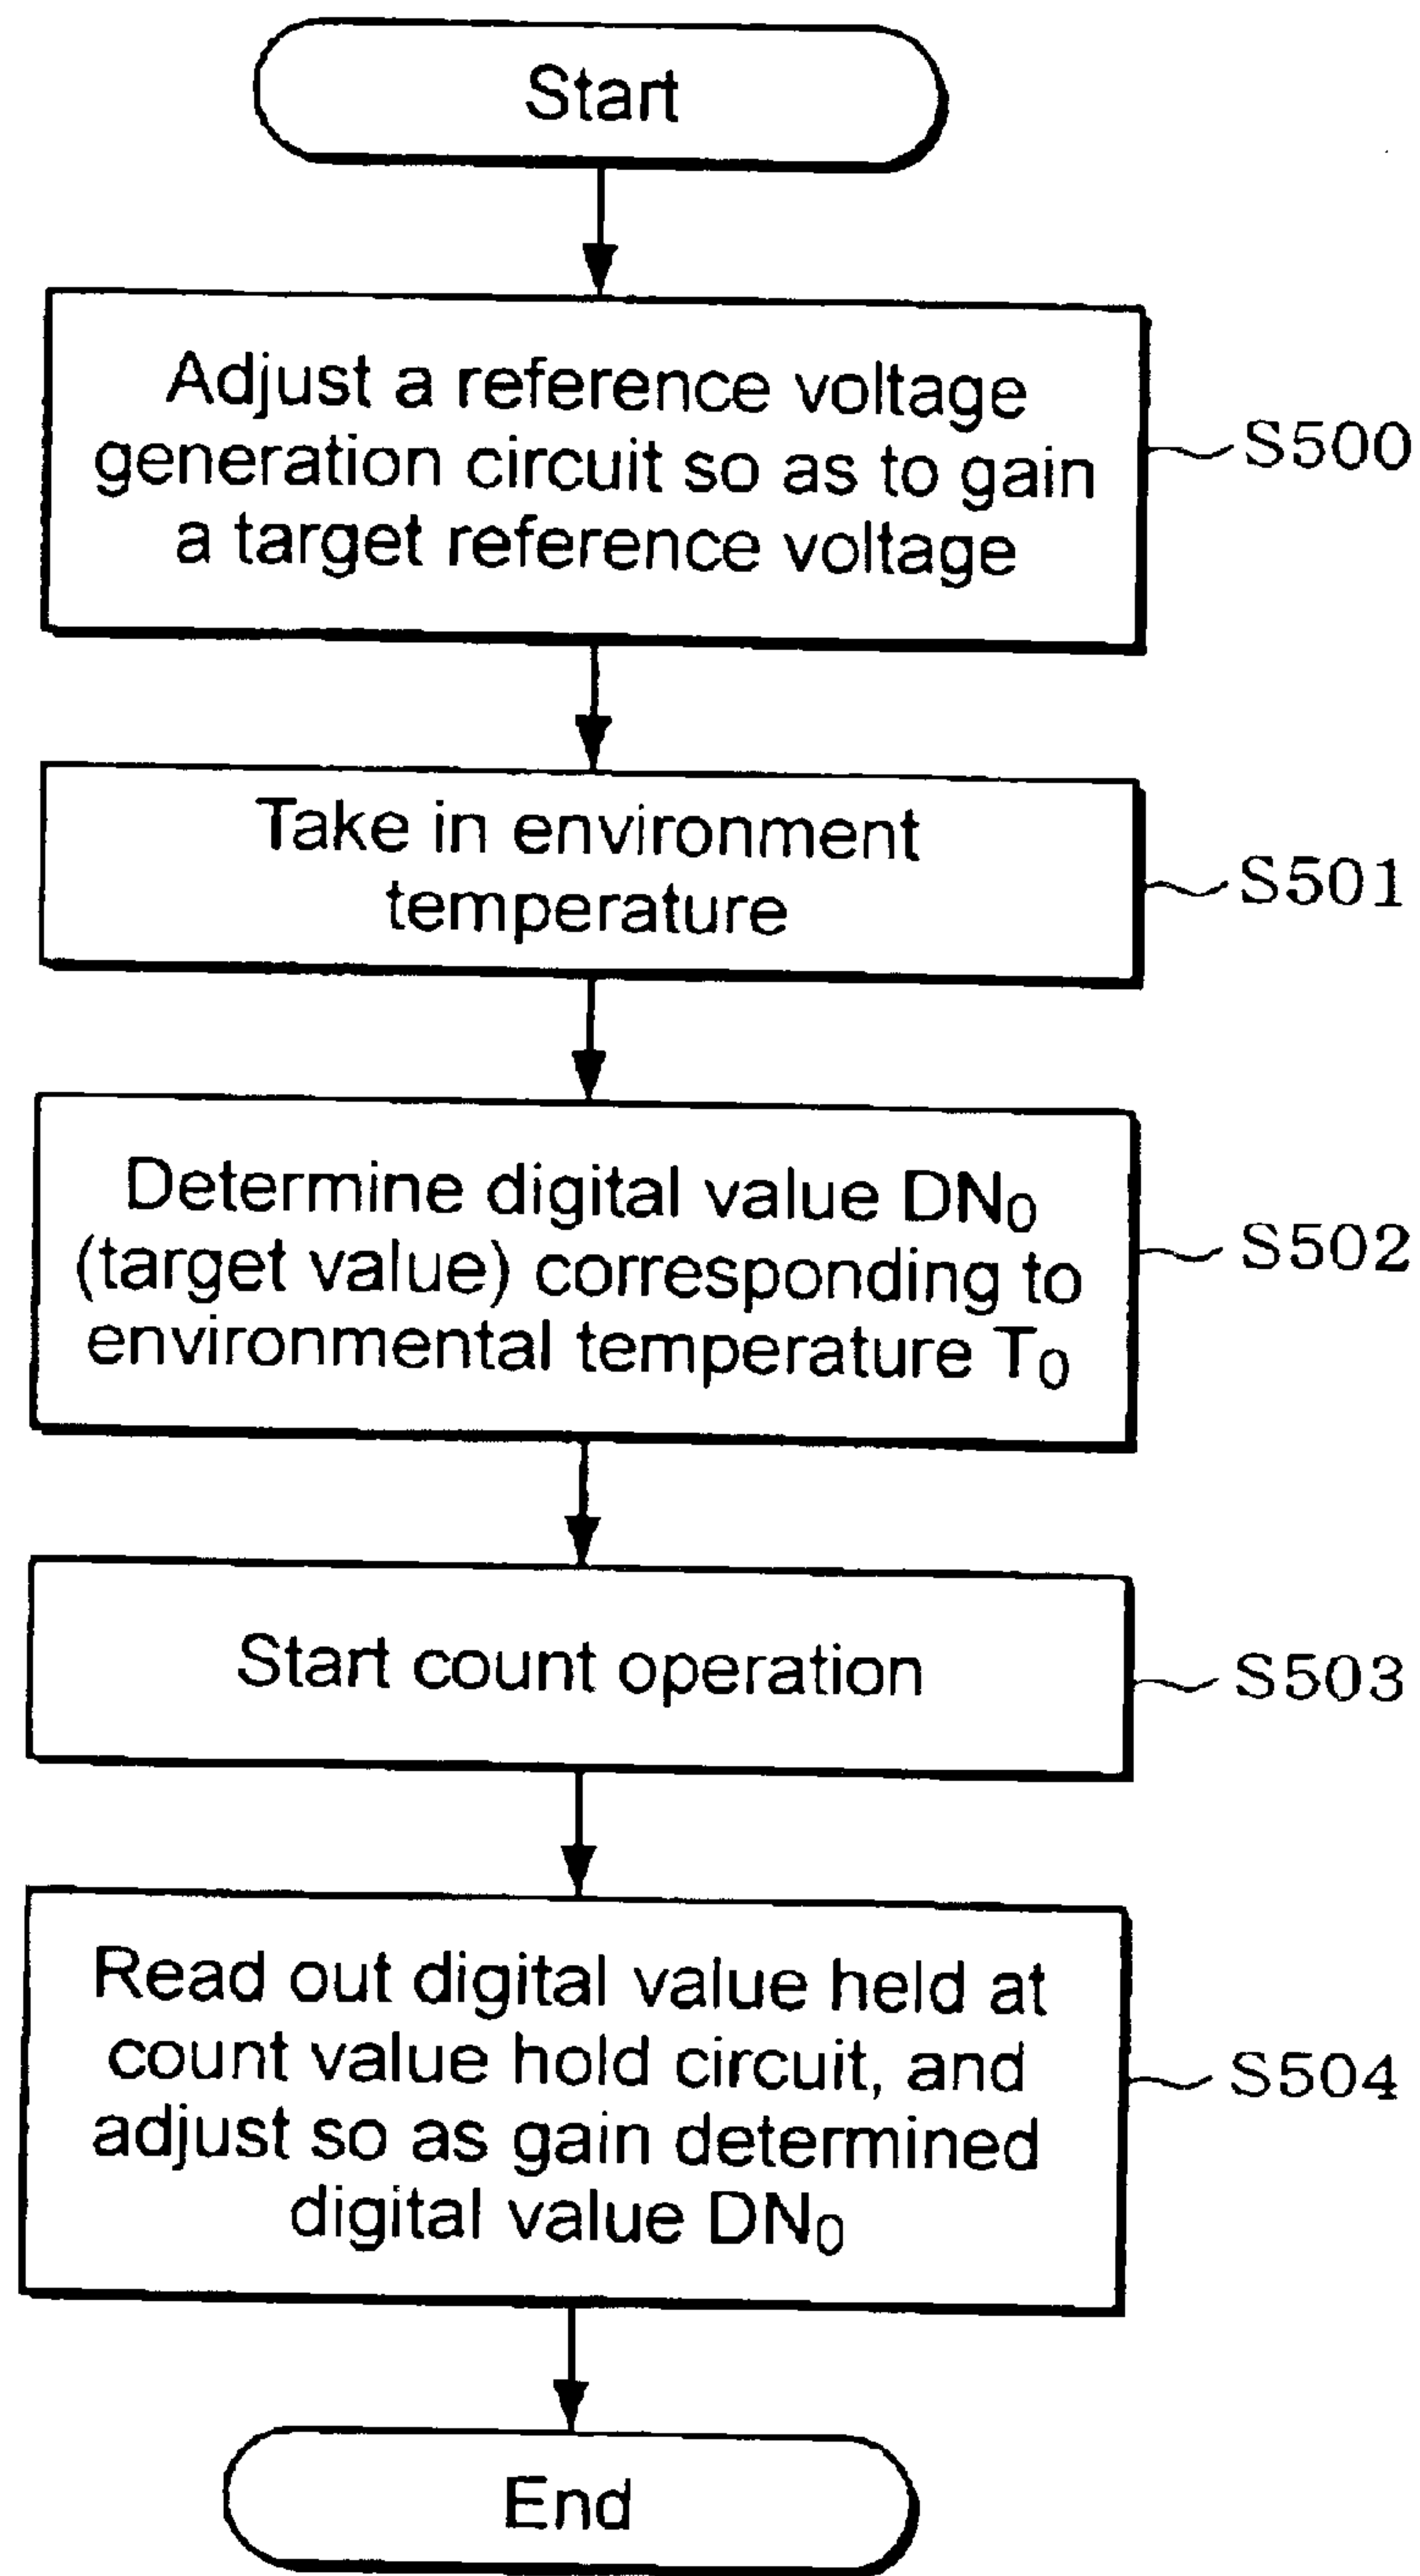 Start
Adjust a reference voltage
generation circuit so as to gain
a target reference voltage
S500
Take in environment
temperature
S501
Determine digital value DN₀
(target value) corresponding to
environmental temperature T₀
S502
Start count operation
S503
Read out digital value held at
count value hold circuit, and
adjust so as gain determined
digital value DN₀
S504
End